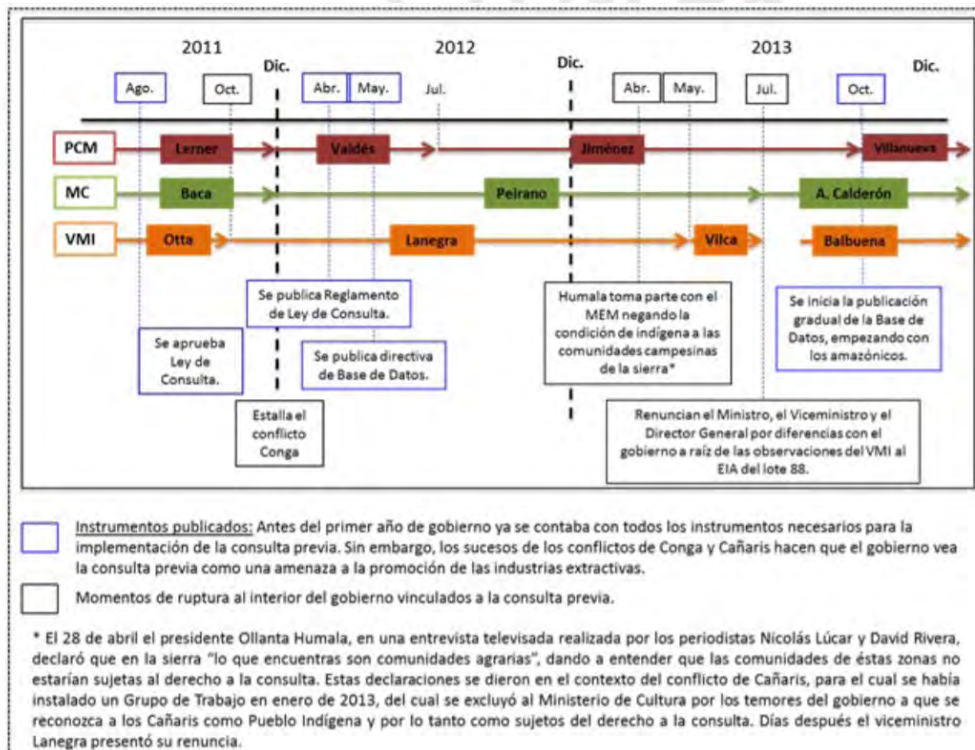 2011
2012
2013
Dic.
Dic.
Dic.
Ago.
Oct.
Abr.
May.
Jul.
Abr.
May.
Jul.
Oct.
PCM
Lerner
Valdés
Jiménez
Villanueva
MC
Baca
Peirano
A. Calderón
VMI
Otta
Lanegra
Vilca
Balbuena
Se aprueba
Ley de
Consulta.
Estalla el
conflicto
Conga
Se publica Reglamento
de Ley de Consulta.
Se publica directiva
de Base de Datos.
Humala toma parte con el
MEM negando la
condición de indígena a las
comunidades campesinas
de la sierra*
Renuncian el Ministro, el Viceministro y el
Director General por diferencias con el
gobierno a raíz de las observaciones del VMI al
EIA del lote 88.
Se inicia la publicación
gradual de la Base de
Datos, empezando con
los amazónicos.
Instrumentos publicados: Antes del primer año de gobierno ya se contaba con todos los instrumentos necesarios para la
implementación de la consulta previa. Sin embargo, los sucesos de los conflictos de Conga y Cañaris hacen que el gobierno vea
la consulta previa como una amenaza a la promoción de las industrias extractivas.
Momentos de ruptura al interior del gobierno vinculados a la consulta previa.
* El 28 de abril el presidente Ollanta Humala, en una entrevista televisada realizada por los periodistas Nicolás Lúcar y David Rivera,
declaró que en la sierra "lo que encuentras son comunidades agrarias", dando a entender que las comunidades de éstas zonas no
estarían sujetas al derecho a la consulta. Estas declaraciones se dieron en el contexto del conflicto de Cañaris, para el cual se había
instalado un Grupo de Trabajo en enero de 2013, del cual se excluyó al Ministerio de Cultura por los temores del gobierno a que se
reconozca a los Cañaris como Pueblo Indígena y por lo tanto como sujetos del derecho a la consulta. Días después el viceministro
Lanegra presentó su renuncia.